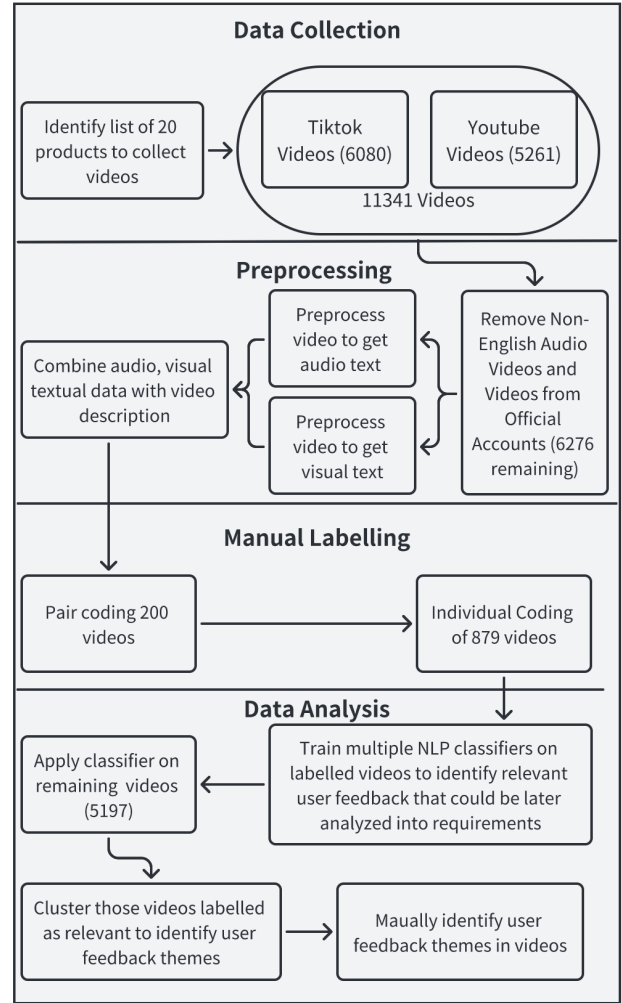 Data Collection
Identify list of 20
products to collect
videos
Tiktok
Videos (6080)
Youtube
Videos (5261)
11341 Videos
Preprocessing
Remove Non-
English Audio
Videos and
Videos from
Official
Accounts (6276
remaining)
Preprocess
video to get
audio text
Preprocess
video to get
visual text
Combine audio, visual
textual data with video
description
Manual Labelling
Pair coding 200
videos
Individual Coding
of 879 videos
Data Analysis
Train multiple NLP classifiers on
labelled videos to identify relevant
user feedback that could be later
analyzed into requirements
Apply classifier on
remaining videos
(5197)
Cluster those videos labelled
as relevant to identify user
feedback themes
Maually identify user
feedback themes in videos